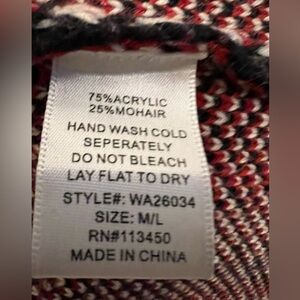 75%ACRYLIC
25%MOHAIR
HAND WASH COLD
SEPERATELY
DO NOT BLEACH
LAY FLAT TO DRY
STYLE#: WA26034
SIZE: M/L
RN#113450
MADE IN CHINA